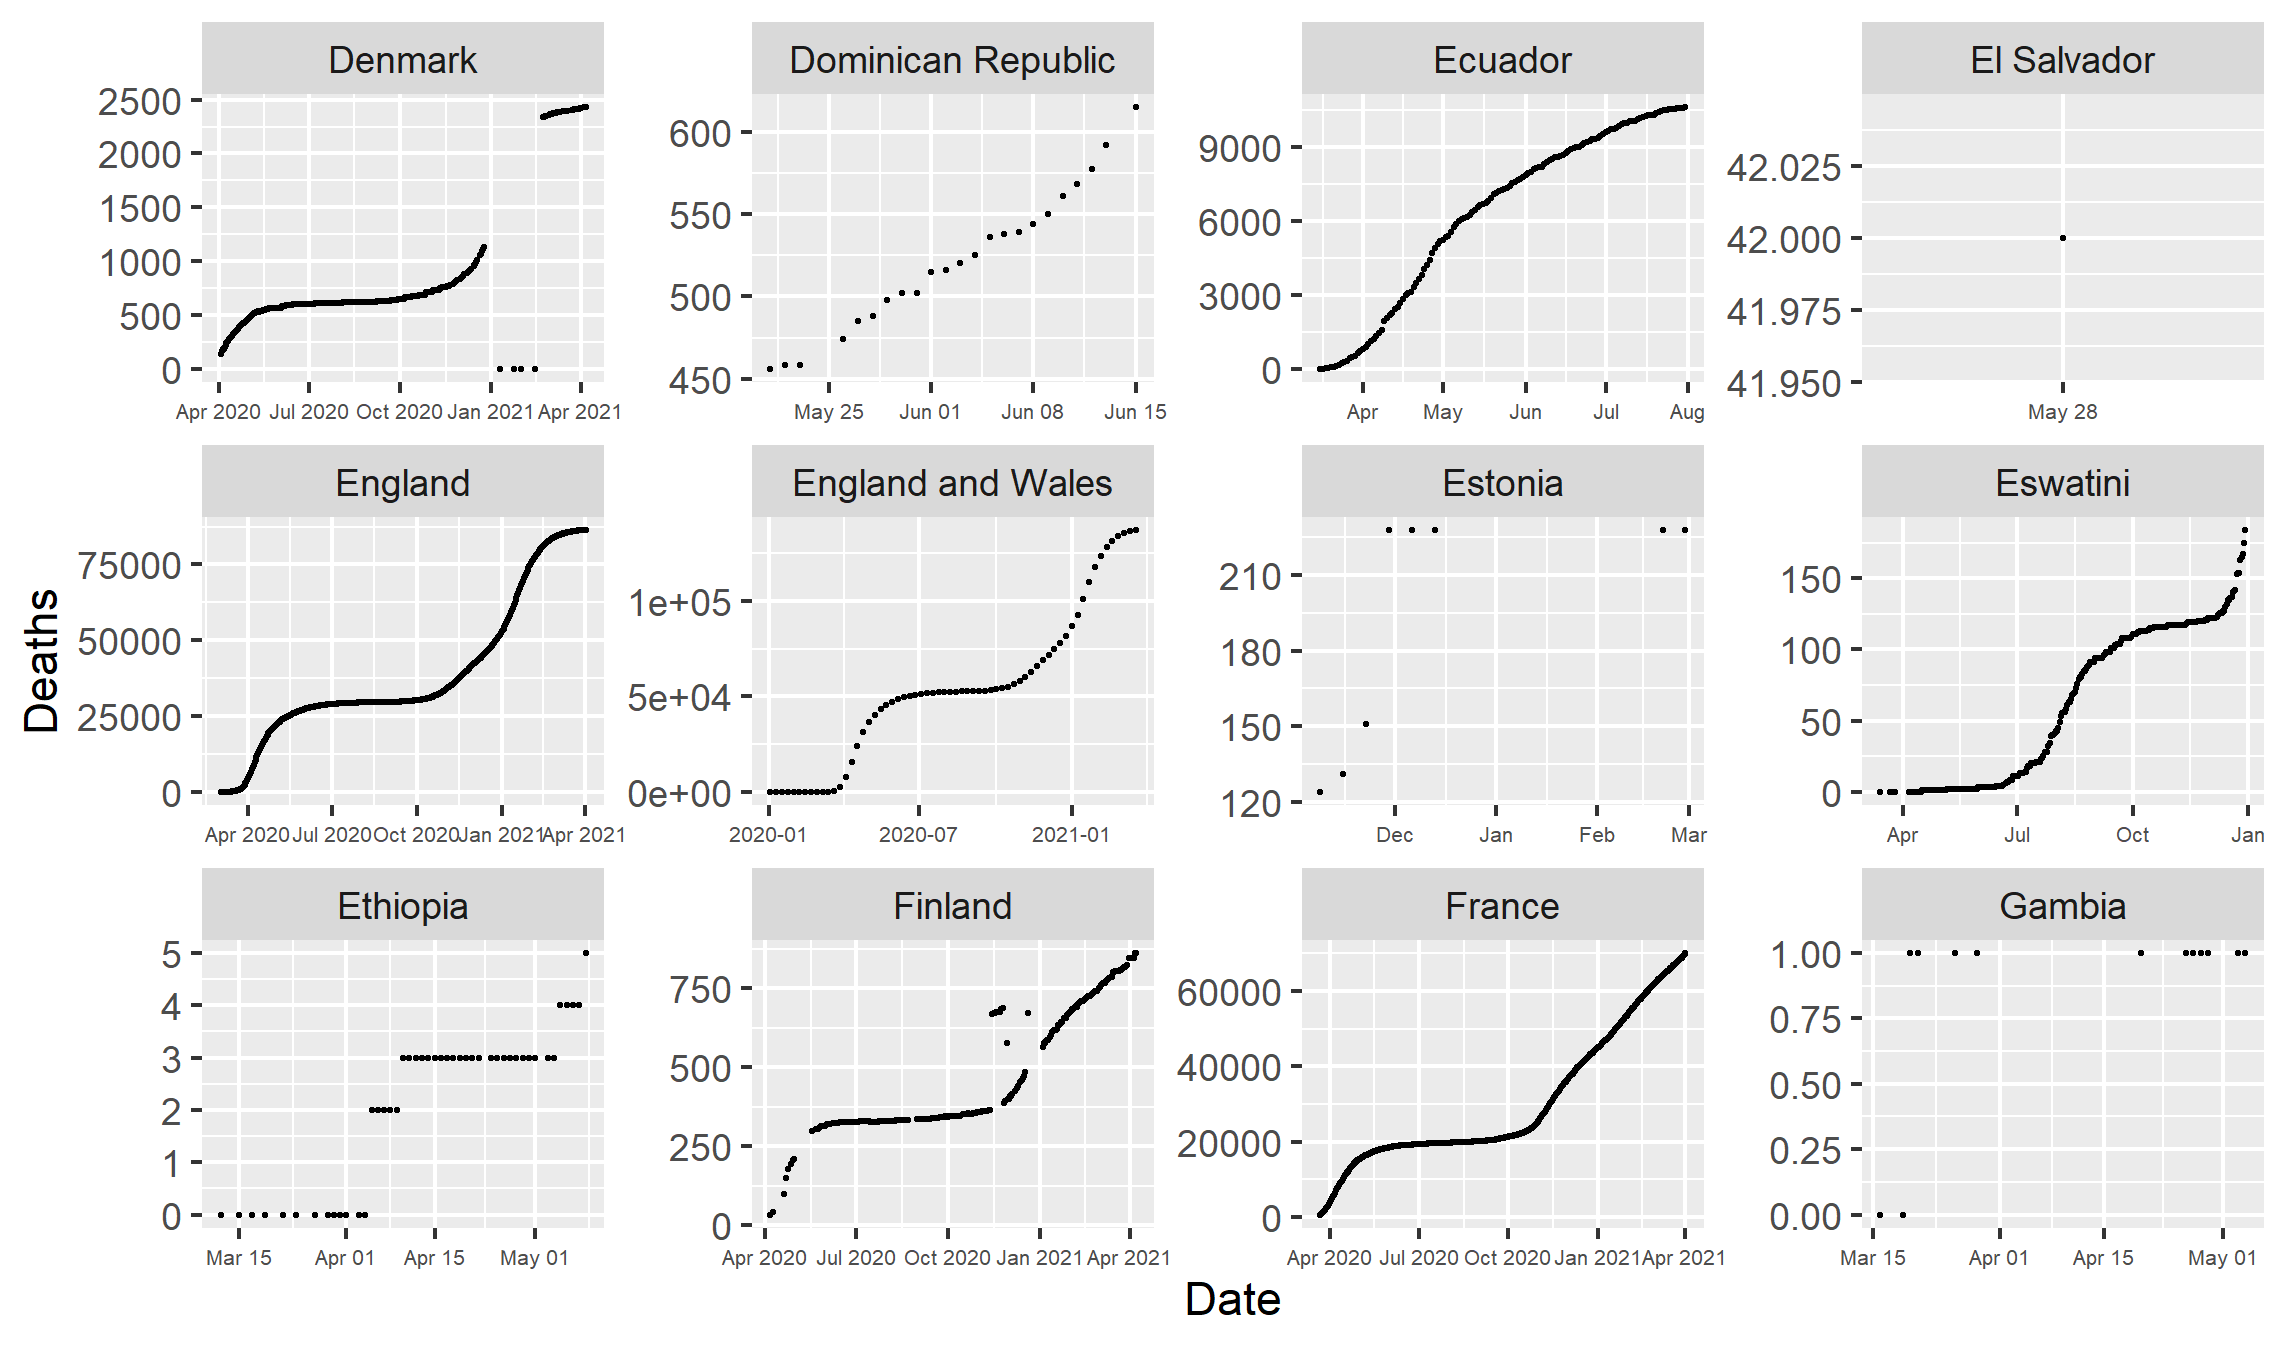 Denmark
Dominican Republic
Ecuador
El Salvador
2500
2000
1500
1000
500
0
600
550
500
450
9000
6000
3000
0
42.025
42.000
41.975
41.950
Apr 2020 Jul 2020 Oct 2020 Jan 2021 Apr 2021
May 25 Jun 01 Jun 08 Jun 15
Apr May Jun Jul Aug
May 28
England
England and Wales
Estonia
Eswatini
Deaths
75000
50000
25000
0
1e+05
5e+04
0e+00
210
180
150
120
150
100
50
0
Apr 2020 Jul 2020 Oct 2020 Jan 2021 Apr 2021
2020-01 2020-07 2021-01
Dec Jan Feb Mar
Apr Jul Oct Jan
Ethiopia
Finland
France
Gambia
5
4
3
2
1
0
750
500
250
0
60000
40000
20000
0
1.00
0.75
0.50
0.25
0.00
Mar 15 Apr 01 Apr 15 May 01
Apr 2020 Jul 2020 Oct 2020 Jan 2021 Apr 2021
Apr 2020 Jul 2020 Oct 2020 Jan 2021 Apr 2021
Mar 15 Apr 01 Apr 15 May 01
Date